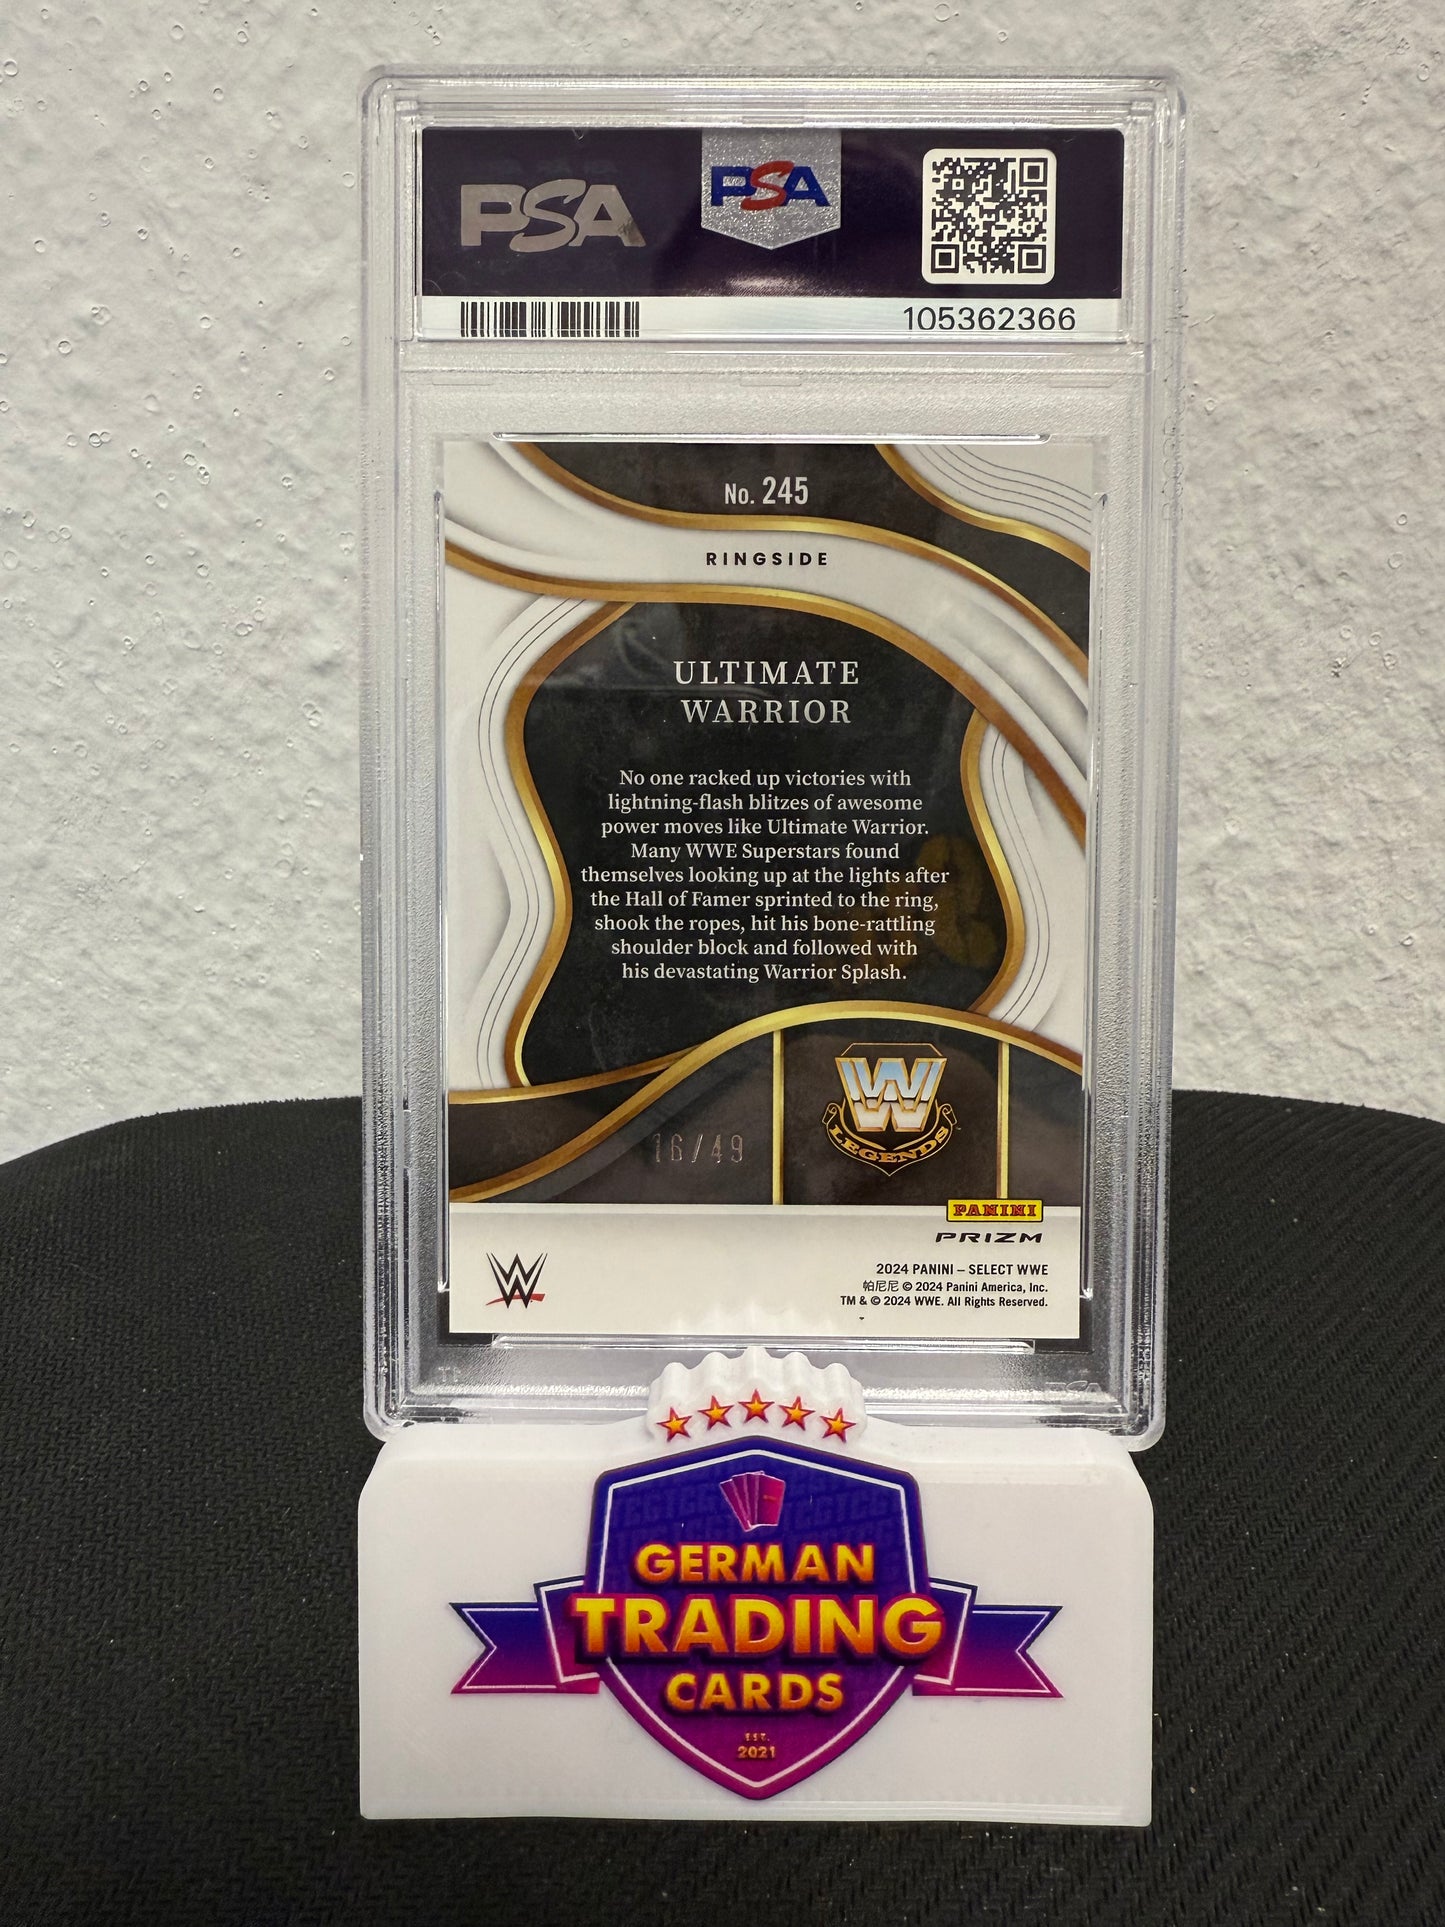 PSA
PSA
105362366
No. 245
RINGSIDE
ULTIMATE
WARRIOR
No one racked up victories with
lightning-flash blitzes of awesome
power moves like Ultimate Warrior.
Many WWE Superstars found
themselves looking up at the lights after
the Hall of Famer sprinted to the ring,
shook the ropes, hit his bone-rattling
shoulder block and followed with
his devastating Warrior Splash.
16/49
LEGENDS
PANINI
PRIZM
2024 PANINI – SELECT WWE
帕尼尼 © 2024 Panini America, Inc.
TM & © 2024 WWE. All Rights Reserved.
GERMAN
TRADING
CARDS
EST.
2021